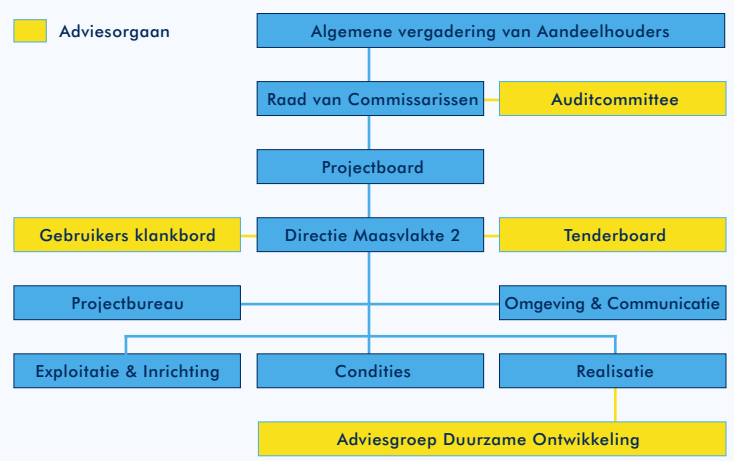 Adviesorgaan
Algemene vergadering van Aandeelhouders
Raad van Commissarissen
Auditcommittee
Projectboard
Gebruikers klankbord
Directie Maasvlakte 2
Tenderboard
Projectbureau
Omgeving & Communicatie
Exploitatie & Inrichting
Condities
Realisatie
Adviesgroep Duurzame Ontwikkeling